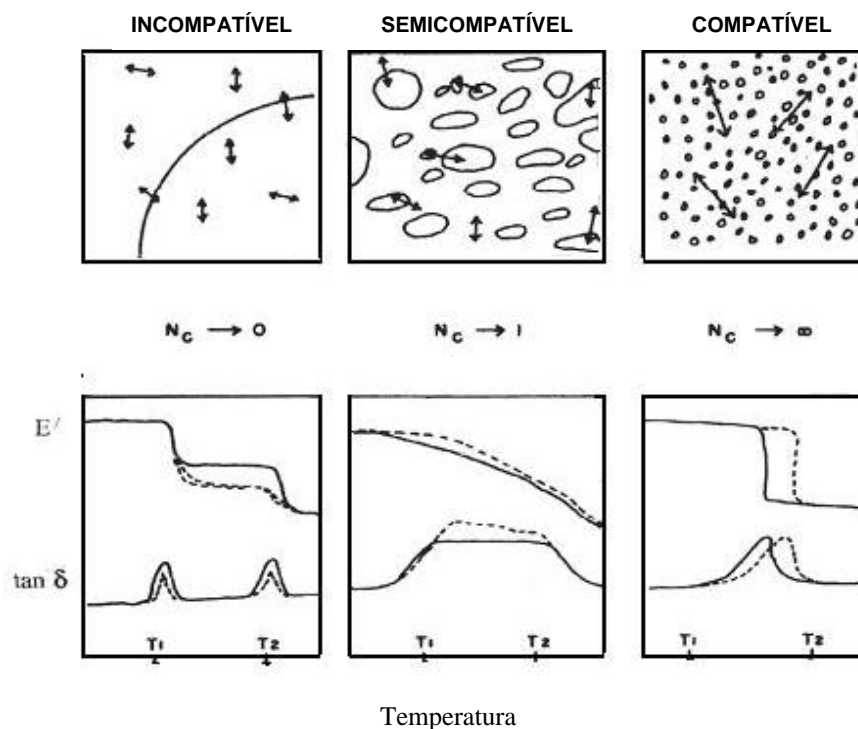 INCOMPATÍVEL SEMICOMPATÍVEL COMPATÍVEL
N_C → 0 N_C → 1 N_C → ∞
E'
tan δ
T1 T2 T1 T2 T1 T2
Temperatura